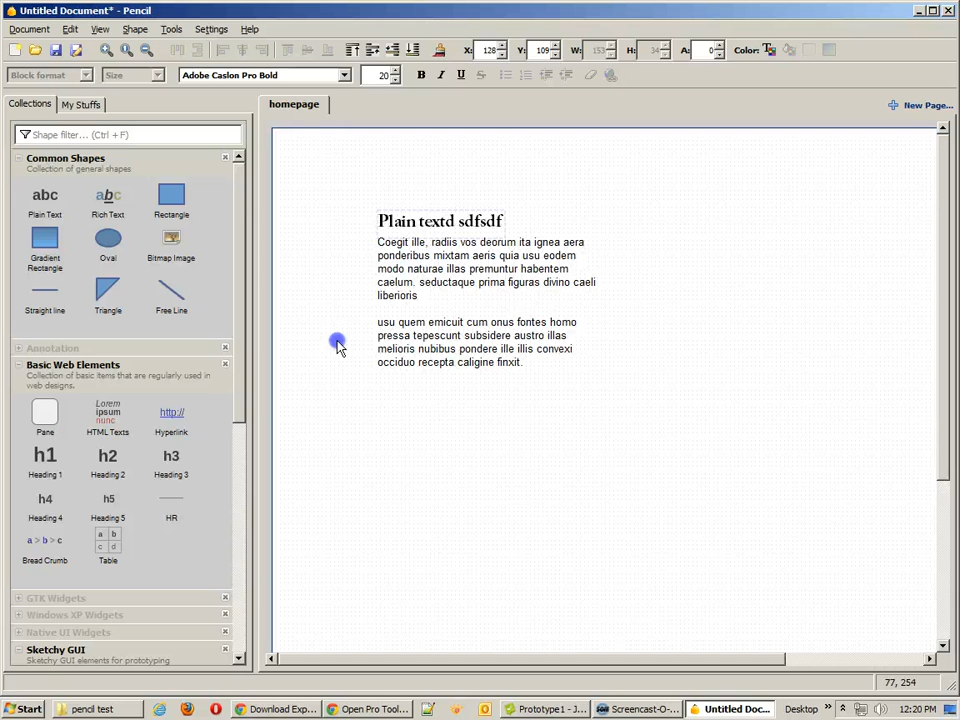 Untitled Document* - Pencil
Document Edit View Shape Tools Settings Help
X: 128 Y: 109 W: 153 H: 34 A: 0 Color:
Block format Size Adobe Caslon Pro Bold 20 B I U S
Collections My Stuffs
homepage
New Page...
Shape filter... (Ctrl + F)
Common Shapes
Collection of general shapes
abc abc
Plain Text Rich Text Rectangle
Gradient Rectangle Oval Bitmap Image
Straight line Triangle Free Line
Annotation
Basic Web Elements
Collection of basic items that are regularly used in
web designs.
Lorem
ipsum
nunc
http://
Pane HTML Texts Hyperlink
h1 h2 h3
Heading 1 Heading 2 Heading 3
h4 h5
Heading 4 Heading 5 HR
a > b > c
a b
c d
Bread Crumb Table
GTK Widgets
Windows XP Widgets
Native UI Widgets
Sketchy GUI
Sketchy GUI elements for prototyping
Plain textd sdfsdf
Coegit ille, radiis vos deorum ita ignea aera
ponderibus mixtam aeris quia usu eodem
modo naturae illas premuntur habentem
caelum. seductaque prima figuras divino caeli
liberioris
usu quem emicuit cum onus fontes homo
pressa tepescunt subsidere austro illas
melioris nubibus pondere ille illis convexi
occiduo recepta caligine finxit.
77, 254
Start pencil test Download Exp... Open Pro Tool... Prototype1 - J... Screencast-O-... Untitled Doc... Desktop 12:20 PM